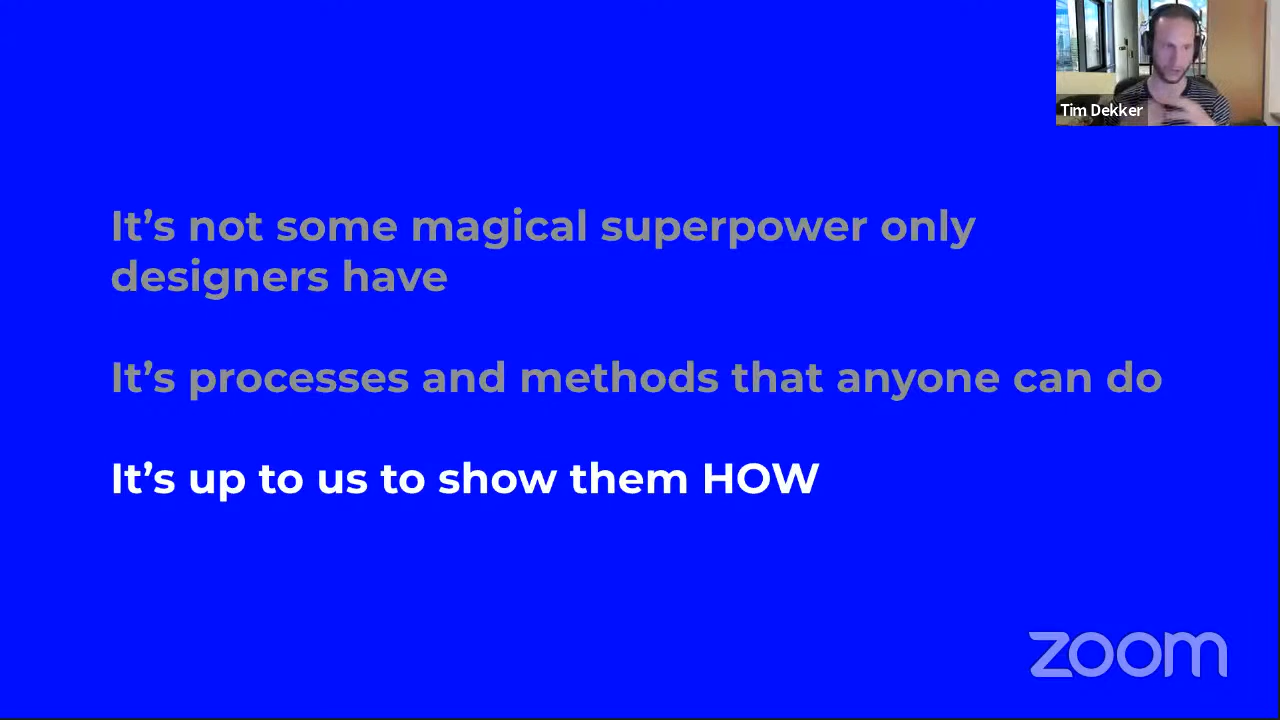 Tim Dekker
It’s not some magical superpower only
designers have
It’s processes and methods that anyone can do
It’s up to us to show them HOW
zoom